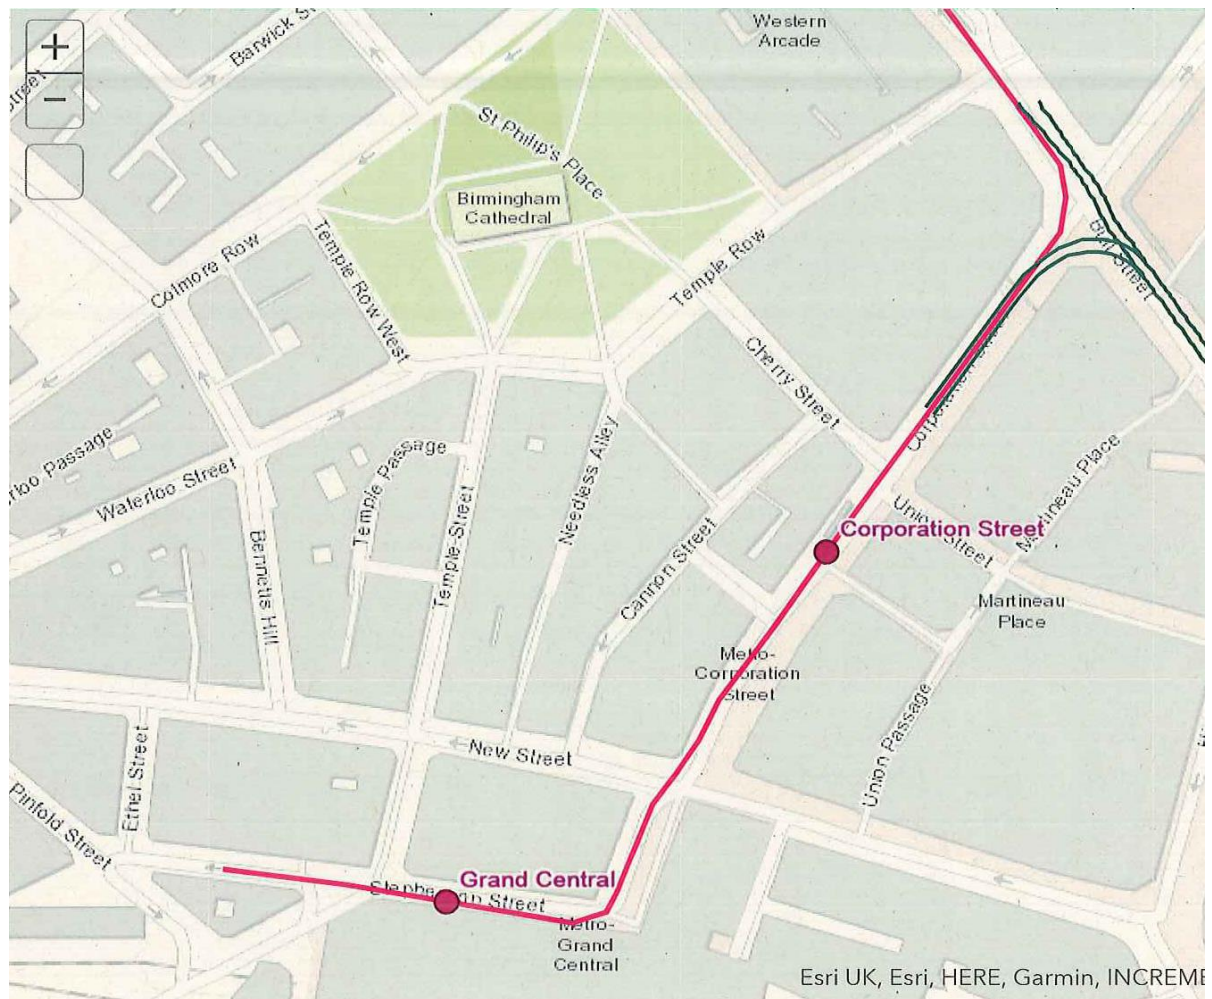 Western
Arcade
+
Barwick St
−
St Philip's Place
Birmingham
Cathedral
Colmore Row
Temple Row West
Temple Row
Bull Street
Cherry Street
Temple Passage
Needless Alley
Waterloo Street
Temple Street
Bennetts Hill
Cannon Street
Corporation Street
Union Street
Martineau Place
Martineau
Place
Metro-
Corporation
Street
Union Passage
New Street
Ethel Street
Pinfold Street
Grand Central
Stephenson Street
Metro-
Grand
Central
Esri UK, Esri, HERE, Garmin, INCREME